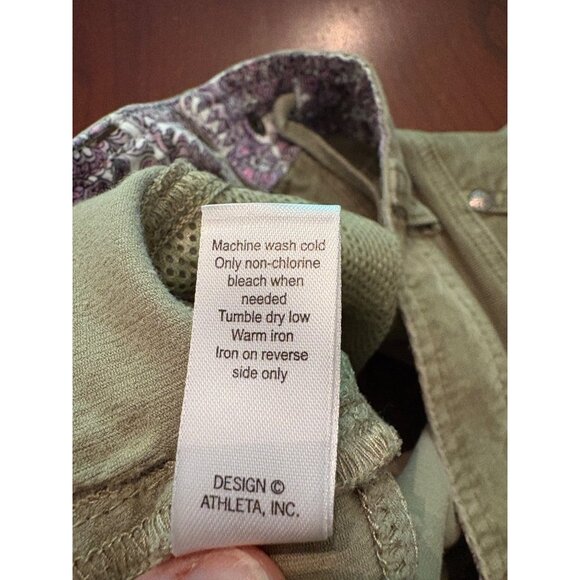 Machine wash cold
Only non-chlorine
bleach when
needed
Tumble dry low
Warm iron
Iron on reverse
side only
DESIGN ©
ATHLETA, INC.